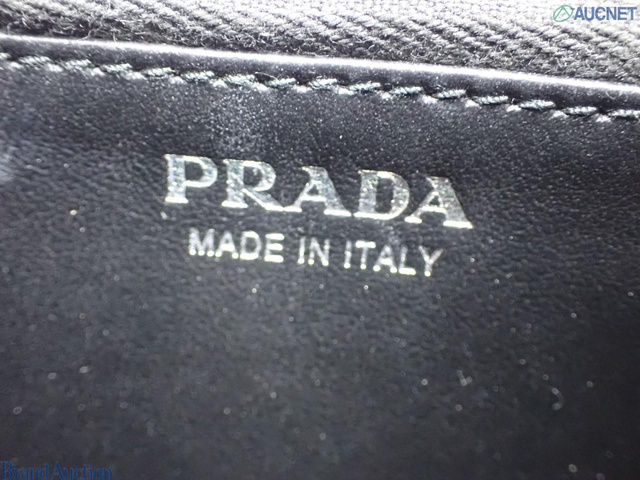 AUCNET
PRADA
MADE IN ITALY
Brand Auction